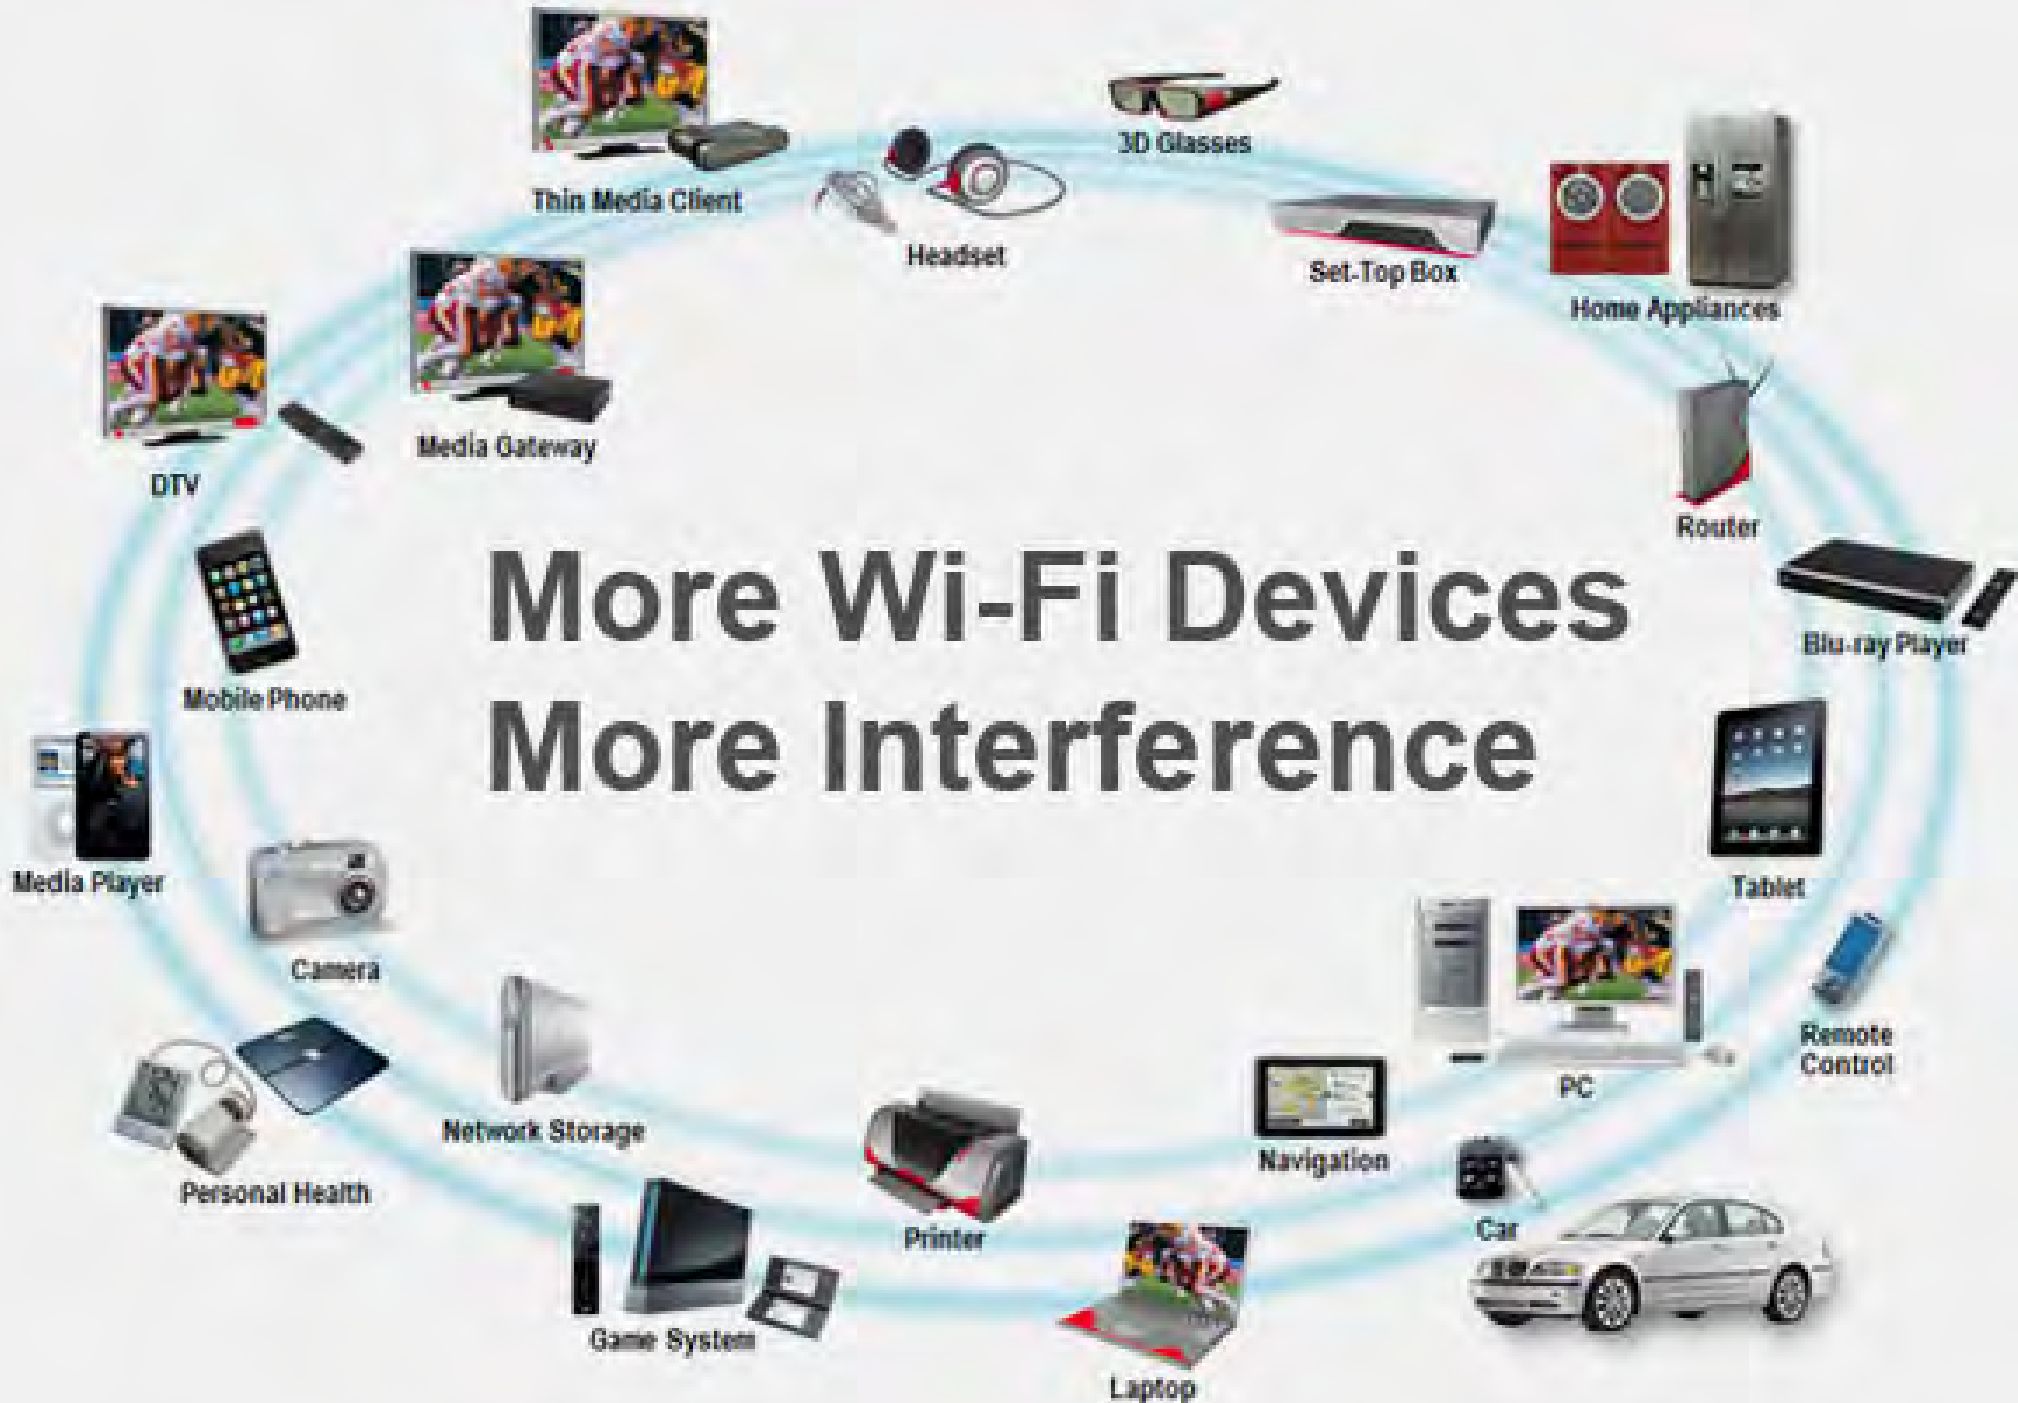 Thin Media Client
3D Glasses
Headset
Set-Top Box
Home Appliances
Media Gateway
DTV
Router
More Wi-Fi Devices
More Interference
Blu-ray Player
Mobile Phone
Media Player
Tablet
Camera
Remote
Control
PC
Network Storage
Navigation
Personal Health
Printer
Car
Game System
Laptop